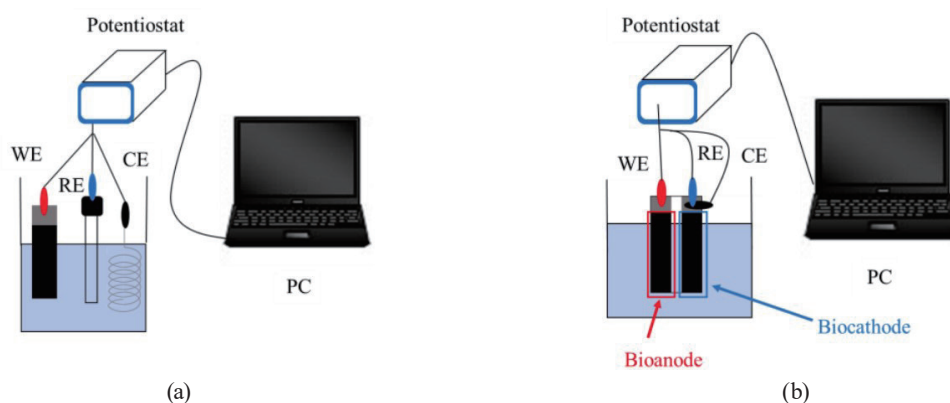 Potentiostat
WE
RE
CE
PC
(a)
Potentiostat
WE
RE
CE
PC
Biocathode
Bioanode
(b)